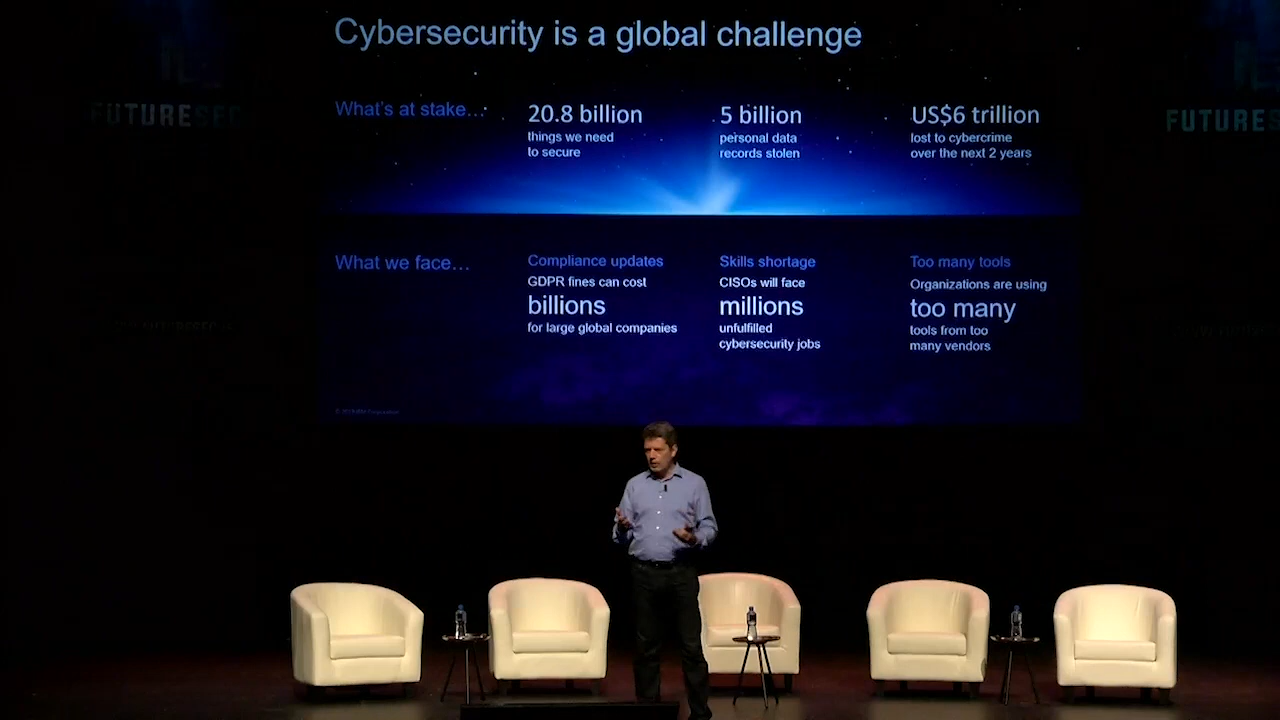 Cybersecurity is a global challenge
What's at stake...
20.8 billion
things we need
to secure
5 billion
personal data
records stolen
US$6 trillion
lost to cybercrime
over the next 2 years
FUTURESEC
FUTURES
What we face...
Compliance updates
GDPR fines can cost
billions
for large global companies
Skills shortage
CISOs will face
millions
unfulfilled
cybersecurity jobs
Too many tools
Organizations are using
too many
tools from too
many vendors